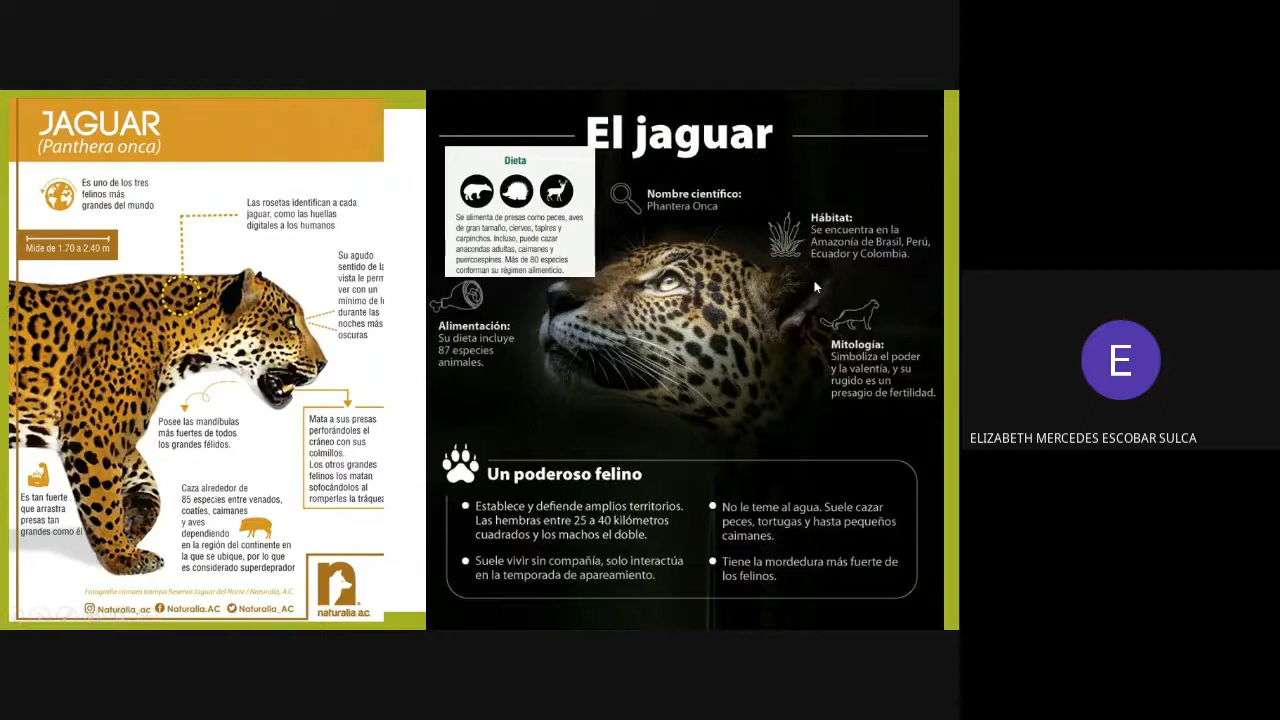 JAGUAR
(Panthera onca)
Es uno de los tres
felinos más
grandes del mundo
Mide de 1.70 a 2.40 m
Las rosetas identifican a cada
jaguar, como las huellas
digitales a los humanos
Su agudo
sentido de la
vista le perm
ver con un
mínimo de l
durante las
noches más
oscuras
Posee las mandíbulas
más fuertes de todos
los grandes félidos.
Mata a sus presas
perforándoles el
cráneo con sus
colmillos.
Los otros grandes
felinos los matan
sofocándolos al
romperles la tráquea
Es tan fuerte
que arrastra
presas tan
grandes como él
Caza alrededor de
85 especies entre venados,
coatíes, caimanes
y aves
dependiendo
en la región del continente en
la que se ubique, por lo que
es considerado superdepredador
Fotografía cámara trampa Reserva Jaguar del Norte / Naturalia, A.C.
Naturalia_ac Naturalia.AC Naturalia_AC
naturalia a.c.
El jaguar
Dieta
Se alimenta de presas como peces, aves
de gran tamaño, ciervos, tapires y
carpinchos. Incluso, puede cazar
anacondas adultas, caimanes y
puercoespines. Más de 80 especies
conforman su régimen alimenticio.
Nombre científico:
Phantera Onca
Hábitat:
Se encuentra en la
Amazonía de Brasil, Perú,
Ecuador y Colombia.
Alimentación:
Su dieta incluye
87 especies
animales.
Mitología:
Simboliza el poder
y la valentía, y su
rugido es un
presagio de fertilidad.
Un poderoso felino
Establece y defiende amplios territorios.
Las hembras entre 25 a 40 kilómetros
cuadrados y los machos el doble.
Suele vivir sin compañía, solo interactúa
en la temporada de apareamiento.
No le teme al agua. Suele cazar
peces, tortugas y hasta pequeños
caimanes.
Tiene la mordedura más fuerte de
los felinos.
E
ELIZABETH MERCEDES ESCOBAR SULCA